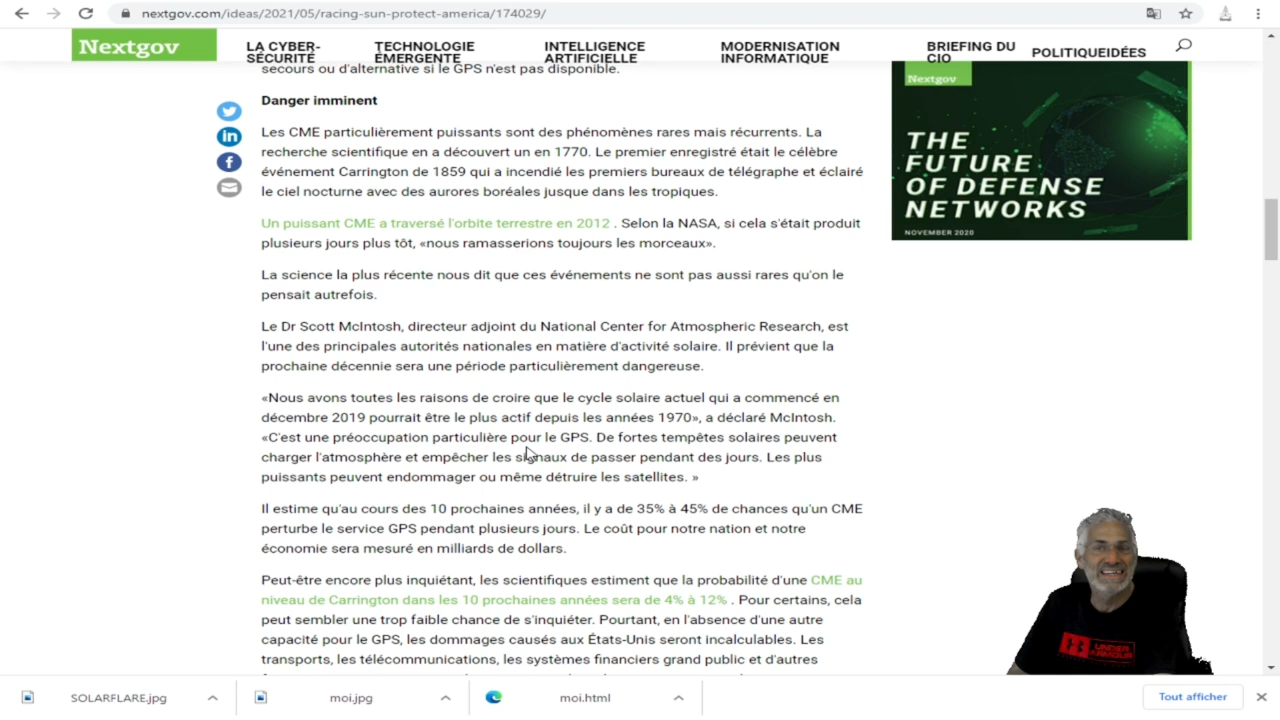 nextgov.com/ideas/2021/05/racing-sun-protect-america/174029/
Nextgov
LA CYBER-
SÉCURITÉ
TECHNOLOGIE
ÉMERGENTE
INTELLIGENCE
ARTIFICIELLE
MODERNISATION
INFORMATIQUE
BRIEFING DU
CIO
POLITIQUEIDÉES
secours ou d'alternative si le GPS n'est pas disponible.
Danger imminent
Les CME particulièrement puissants sont des phénomènes rares mais récurrents. La
recherche scientifique en a découvert un en 1770. Le premier enregistré était le célèbre
événement Carrington de 1859 qui a incendié les premiers bureaux de télégraphe et éclairé
le ciel nocturne avec des aurores boréales jusque dans les tropiques.
Un puissant CME a traversé l'orbite terrestre en 2012 . Selon la NASA, si cela s'était produit
plusieurs jours plus tôt, «nous ramasserions toujours les morceaux».
La science la plus récente nous dit que ces événements ne sont pas aussi rares qu'on le
pensait autrefois.
Le Dr Scott McIntosh, directeur adjoint du National Center for Atmospheric Research, est
l'une des principales autorités nationales en matière d'activité solaire. Il prévient que la
prochaine décennie sera une période particulièrement dangereuse.
«Nous avons toutes les raisons de croire que le cycle solaire actuel qui a commencé en
décembre 2019 pourrait être le plus actif depuis les années 1970», a déclaré McIntosh.
«C'est une préoccupation particulière pour le GPS. De fortes tempêtes solaires peuvent
charger l'atmosphère et empêcher les signaux de passer pendant des jours. Les plus
puissants peuvent endommager ou même détruire les satellites. »
Il estime qu'au cours des 10 prochaines années, il y a de 35% à 45% de chances qu'un CME
perturbe le service GPS pendant plusieurs jours. Le coût pour notre nation et notre
économie sera mesuré en milliards de dollars.
Peut-être encore plus inquiétant, les scientifiques estiment que la probabilité d'une CME au
niveau de Carrington dans les 10 prochaines années sera de 4% à 12% . Pour certains, cela
peut sembler une trop faible chance de s'inquiéter. Pourtant, en l'absence d'une autre
capacité pour le GPS, les dommages causés aux États-Unis seront incalculables. Les
transports, les télécommunications, les systèmes financiers grand public et d'autres
Nextgov
THE
FUTURE
OF DEFENSE
NETWORKS
NOVEMBER 2020
UNDER
ARMOUR
SOLARFLARE.jpg
moi.jpg
moi.html
Tout afficher